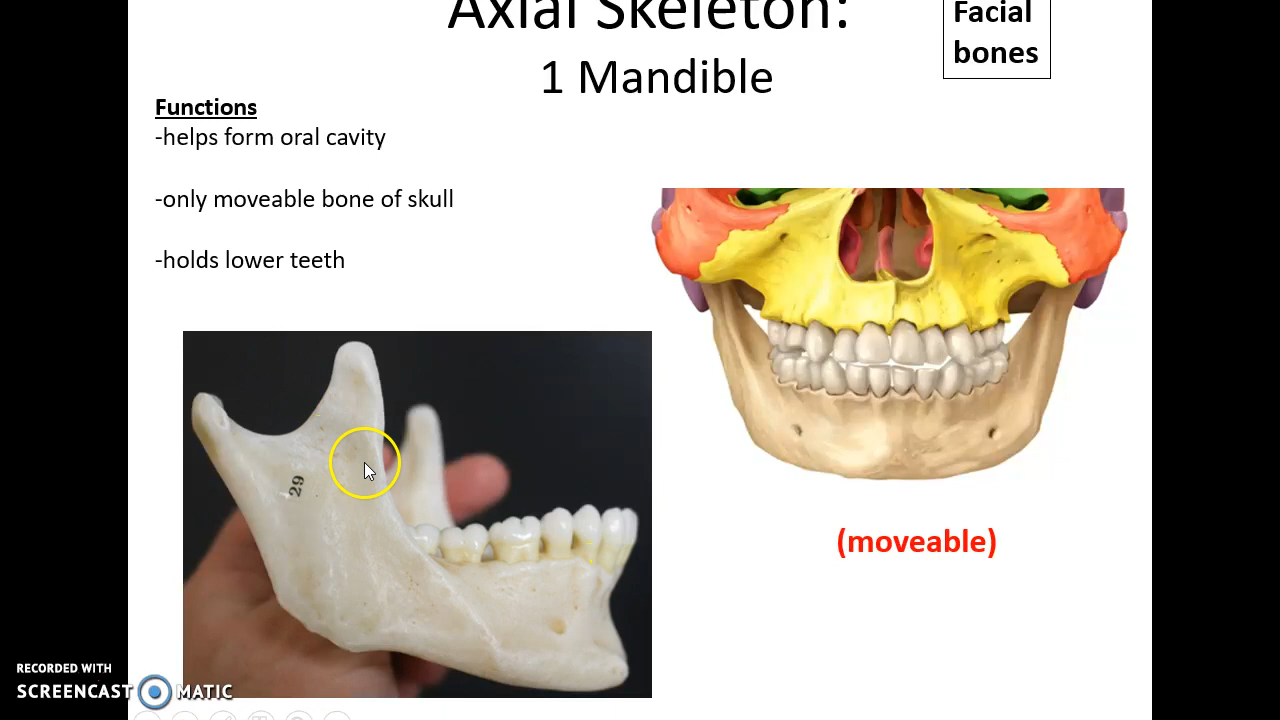 Axial Skeleton:
1 Mandible
Facial
bones
Functions
-helps form oral cavity
-only moveable bone of skull
-holds lower teeth
29
(moveable)
RECORDED WITH
SCREENCAST MATIC